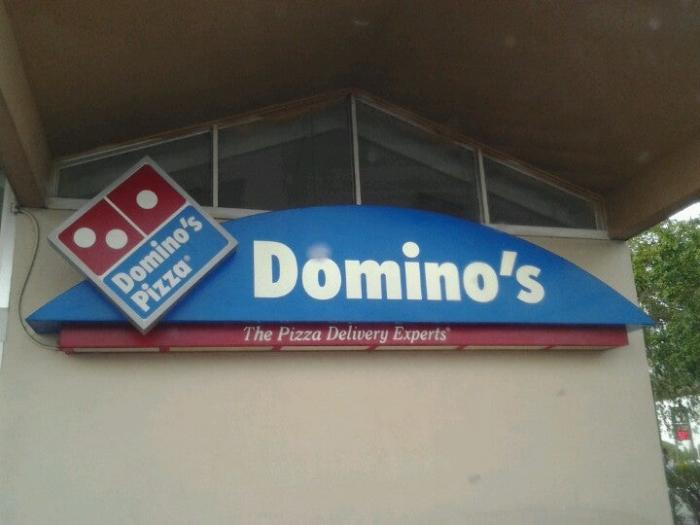 Domino's
Pizza®
Domino's
The Pizza Delivery Experts®